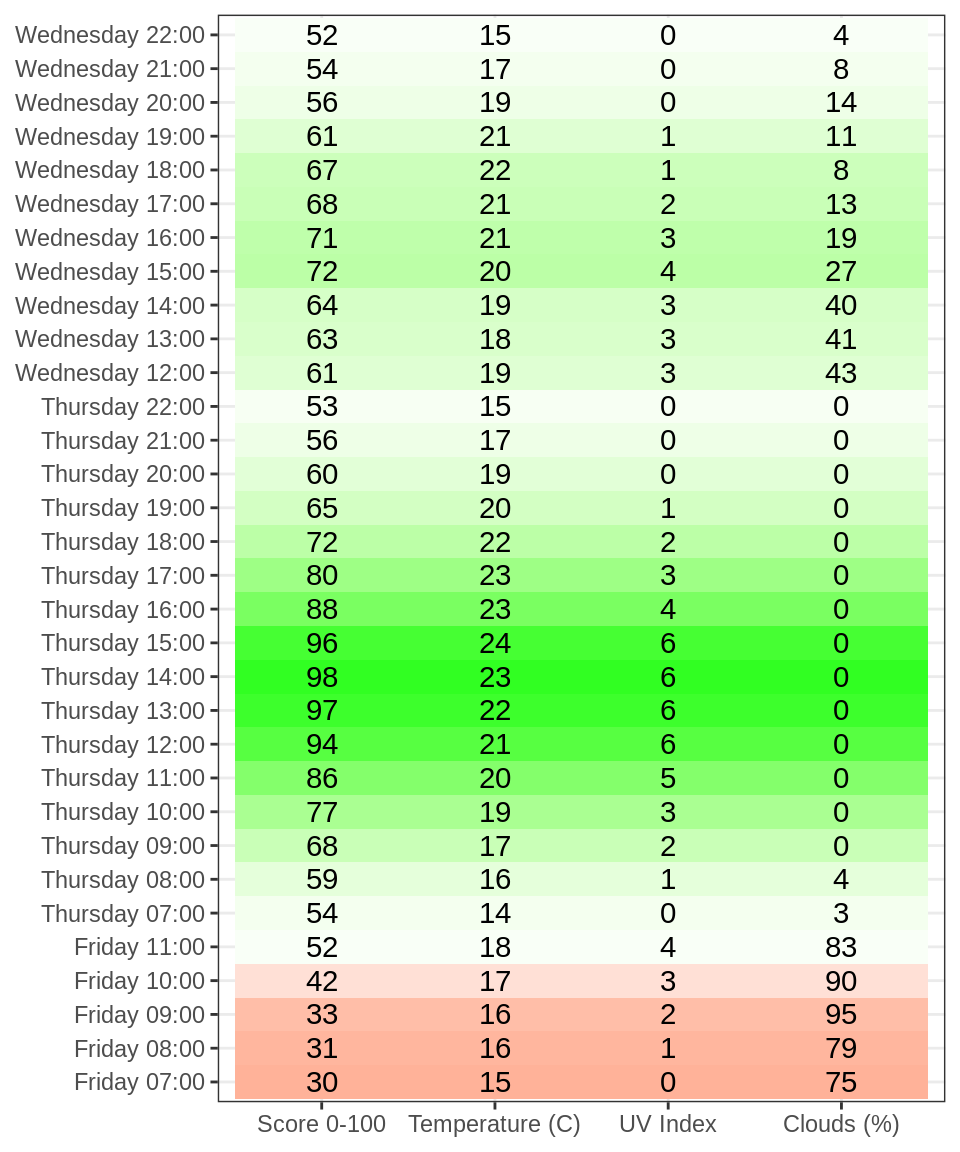 Wednesday 22:00 52 15 0 4
Wednesday 21:00 54 17 0 8
Wednesday 20:00 56 19 0 14
Wednesday 19:00 61 21 1 11
Wednesday 18:00 67 22 1 8
Wednesday 17:00 68 21 2 13
Wednesday 16:00 71 21 3 19
Wednesday 15:00 72 20 4 27
Wednesday 14:00 64 19 3 40
Wednesday 13:00 63 18 3 41
Wednesday 12:00 61 19 3 43
Thursday 22:00 53 15 0 0
Thursday 21:00 56 17 0 0
Thursday 20:00 60 19 0 0
Thursday 19:00 65 20 1 0
Thursday 18:00 72 22 2 0
Thursday 17:00 80 23 3 0
Thursday 16:00 88 23 4 0
Thursday 15:00 96 24 6 0
Thursday 14:00 98 23 6 0
Thursday 13:00 97 22 6 0
Thursday 12:00 94 21 6 0
Thursday 11:00 86 20 5 0
Thursday 10:00 77 19 3 0
Thursday 09:00 68 17 2 0
Thursday 08:00 59 16 1 4
Thursday 07:00 54 14 0 3
Friday 11:00 52 18 4 83
Friday 10:00 42 17 3 90
Friday 09:00 33 16 2 95
Friday 08:00 31 16 1 79
Friday 07:00 30 15 0 75
Score 0-100 Temperature (C) UV Index Clouds (%)